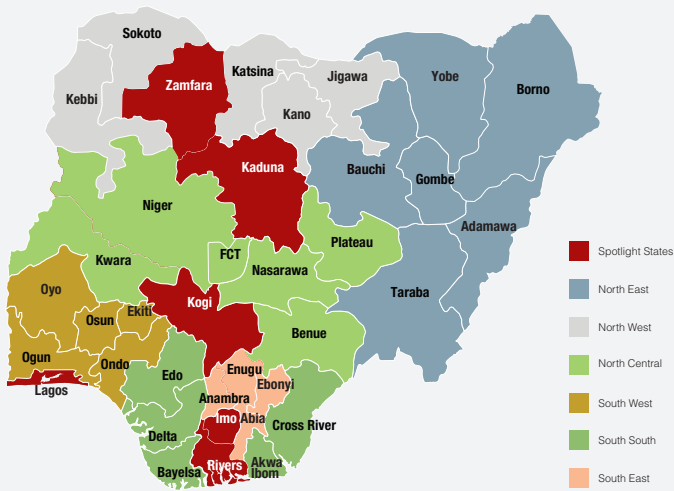 Sokoto
Zamfara
Katsina
Jigawa
Yobe
Borno
Kebbi
Kano
Kaduna
Bauchi
Gombe
Niger
Adamawa
Plateau
FCT
Kwara
Nasarawa
Taraba
Oyo
Kogi
Ekiti
Osun
Benue
Ogun
Ondo
Edo
Enugu
Ebonyi
Lagos
Anambra
Imo
Abia
Cross River
Delta
Rivers
Akwa
Ibom
Bayelsa
Spotlight States
North East
North West
North Central
South West
South South
South East